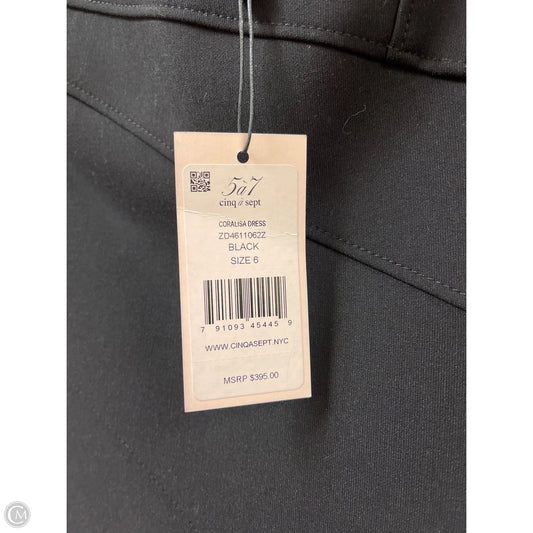 5à7
cinq à sept
CORALISA DRESS
ZD4611062Z
BLACK
SIZE 6
7 91093 45445 9
WWW.CINQASEPT.NYC
MSRP $395.00
CM